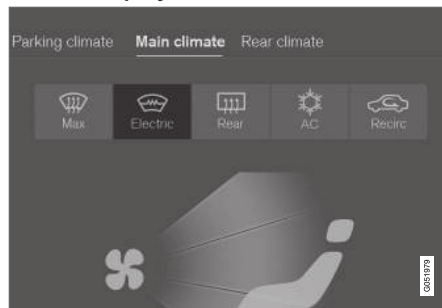 Parking climate Main climate Rear climate
Max Electric Rear AC Recirc
G051979